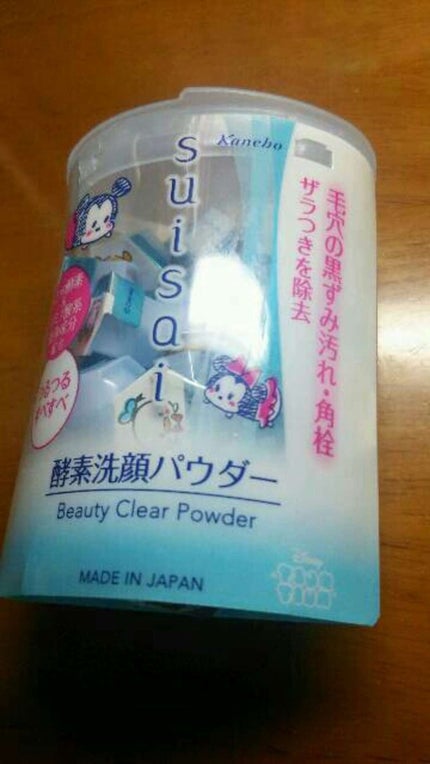 Kanebo
suisai
毛穴の黒ずみ汚れ・角栓
ザラつきを除去
酵素洗顔パウダー
Beauty Clear Powder
MADE IN JAPAN
Disney